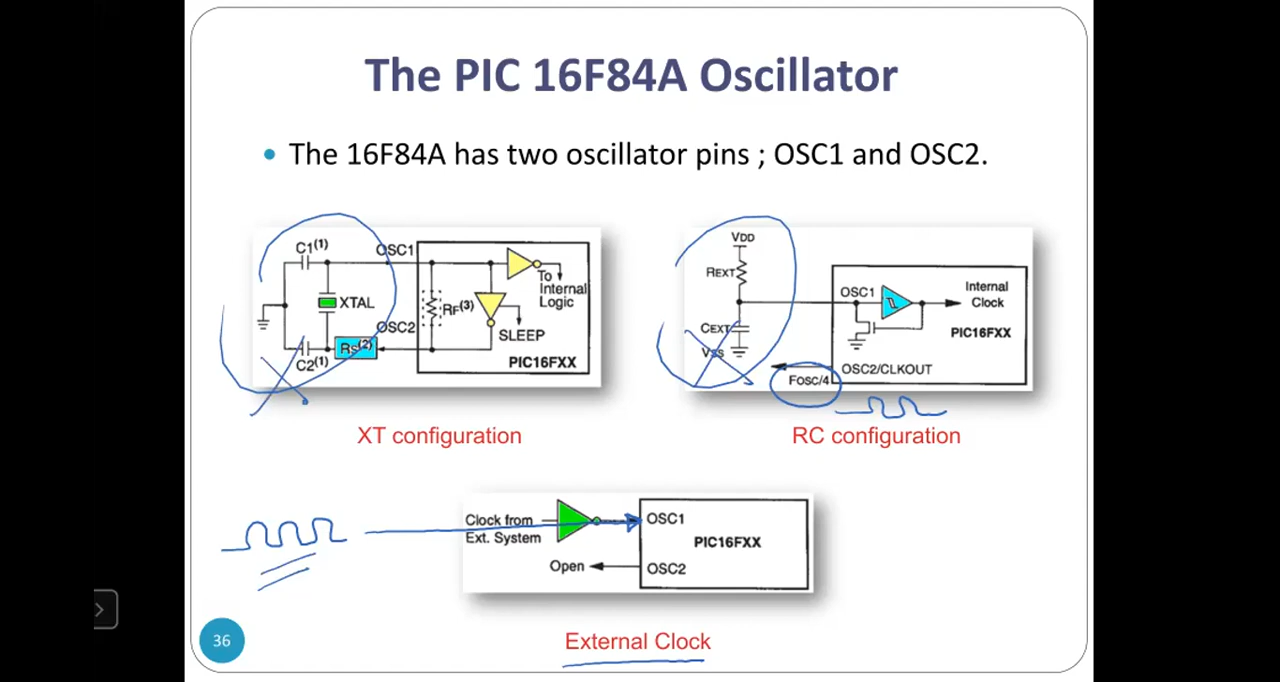 The PIC 16F84A Oscillator
• The 16F84A has two oscillator pins ; OSC1 and OSC2.
C1(1)
OSC1
XTAL
To
Internal
Logic
RF(3)
OSC2
SLEEP
RS(2)
C2(1)
PIC16FXX
XT configuration
VDD
REXT
OSC1
Internal
Clock
CEXT
PIC16FXX
VSS
OSC2/CLKOUT
FOSC/4
RC configuration
Clock from
Ext. System
OSC1
PIC16FXX
Open
OSC2
External Clock
36